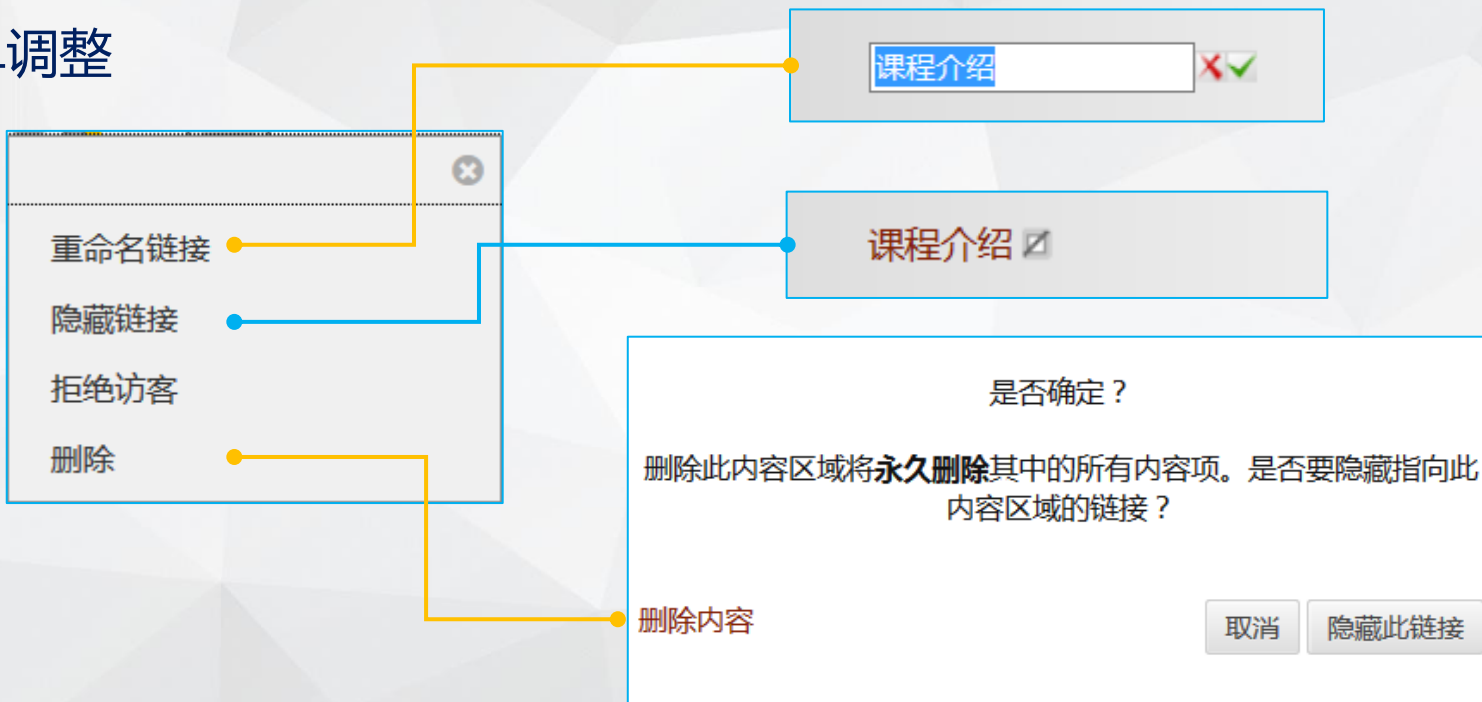 调整
课程介绍
重命名链接
隐藏链接
拒绝访客
删除
课程介绍
是否确定？
删除此内容区域将永久删除其中的所有内容项。是否要隐藏指向此
内容区域的链接？
删除内容
取消
隐藏此链接